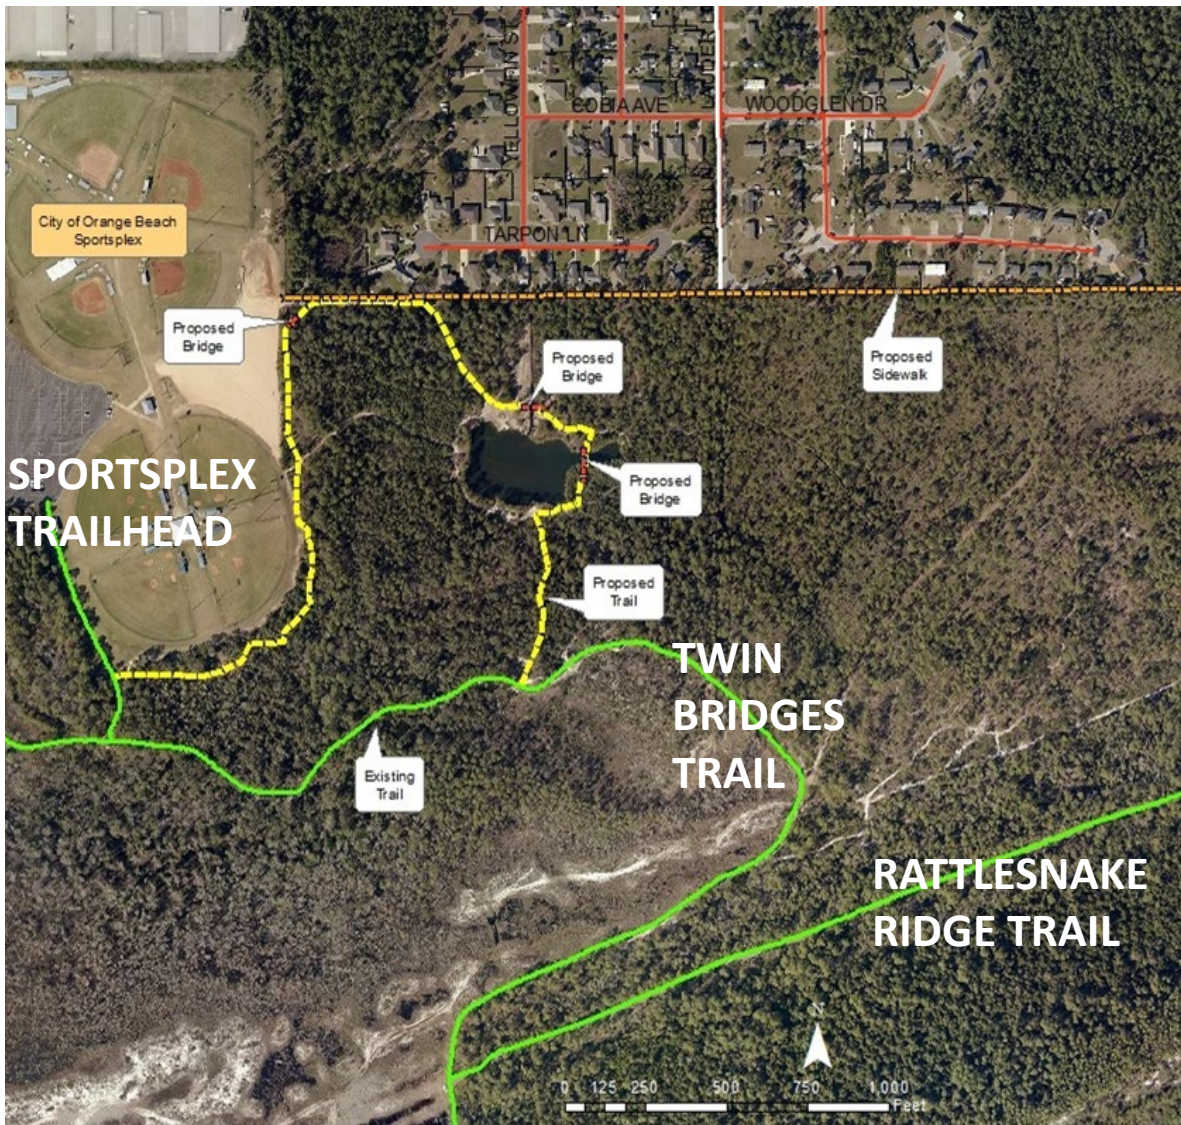 COBIA AVE
WOODGLEN DR
TARPON LN
City of Orange Beach
Sportsplex
Proposed
Bridge
Proposed
Bridge
Proposed
Sidewalk
SPORTSPLEX
TRAILHEAD
Proposed
Bridge
Proposed
Trail
TWIN
BRIDGES
TRAIL
Existing
Trail
RATTLESNAKE
RIDGE TRAIL
N
0 125 250 500 750 1,000
Feet